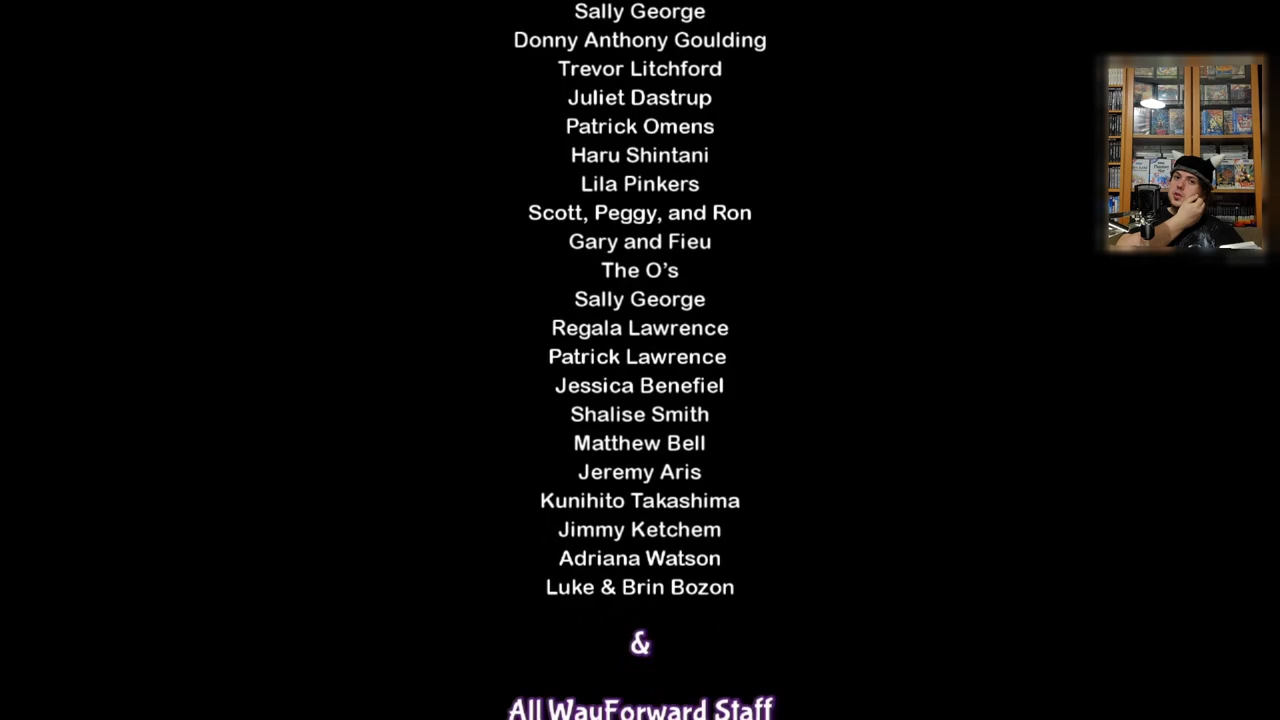 Sally George
Donny Anthony Goulding
Trevor Litchford
Juliet Dastrup
Patrick Omens
Haru Shintani
Lila Pinkers
Scott, Peggy, and Ron
Gary and Fieu
The O’s
Sally George
Regala Lawrence
Patrick Lawrence
Jessica Benefiel
Shalise Smith
Matthew Bell
Jeremy Aris
Kunihito Takashima
Jimmy Ketchem
Adriana Watson
Luke & Brin Bozon
&
All WayForward Staff